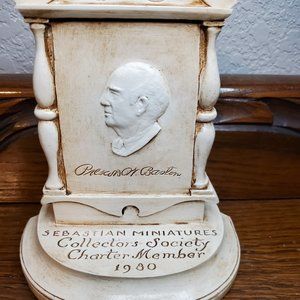 Prescott W. Baston
SEBASTIAN MINIATURES
Collectors Society
Charter Member
1980